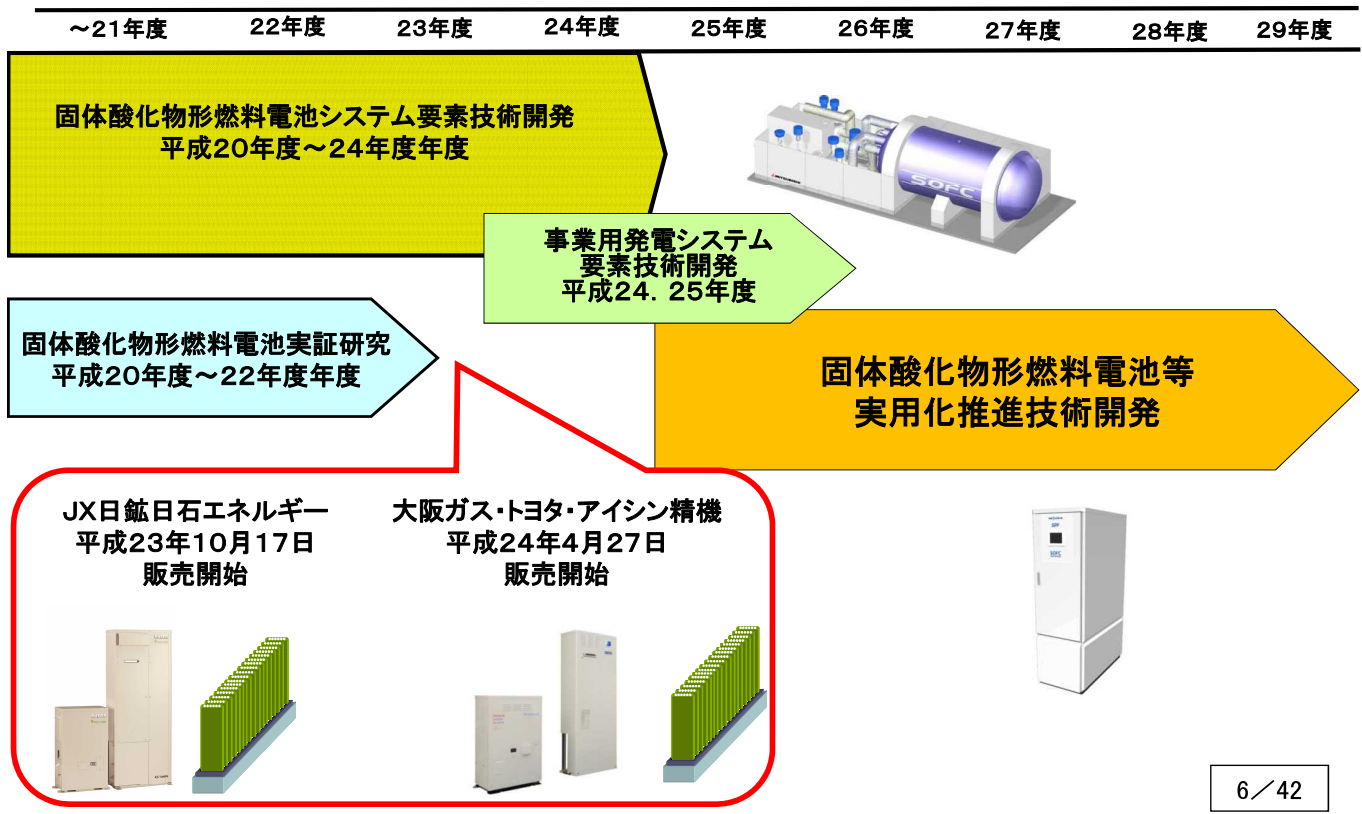 ～21年度 22年度 23年度 24年度 25年度 26年度 27年度 28年度 29年度
固体酸化物形燃料電池システム要素技術開発
平成20年度～24年度年度
SOFC
事業用発電システム
要素技術開発
平成24．25年度
固体酸化物形燃料電池実証研究
平成20年度～22年度年度
固体酸化物形燃料電池等
実用化推進技術開発
JX日鉱日石エネルギー
平成23年10月17日
販売開始
大阪ガス・トヨタ・アイシン精機
平成24年4月27日
販売開始
SOFC
6／42